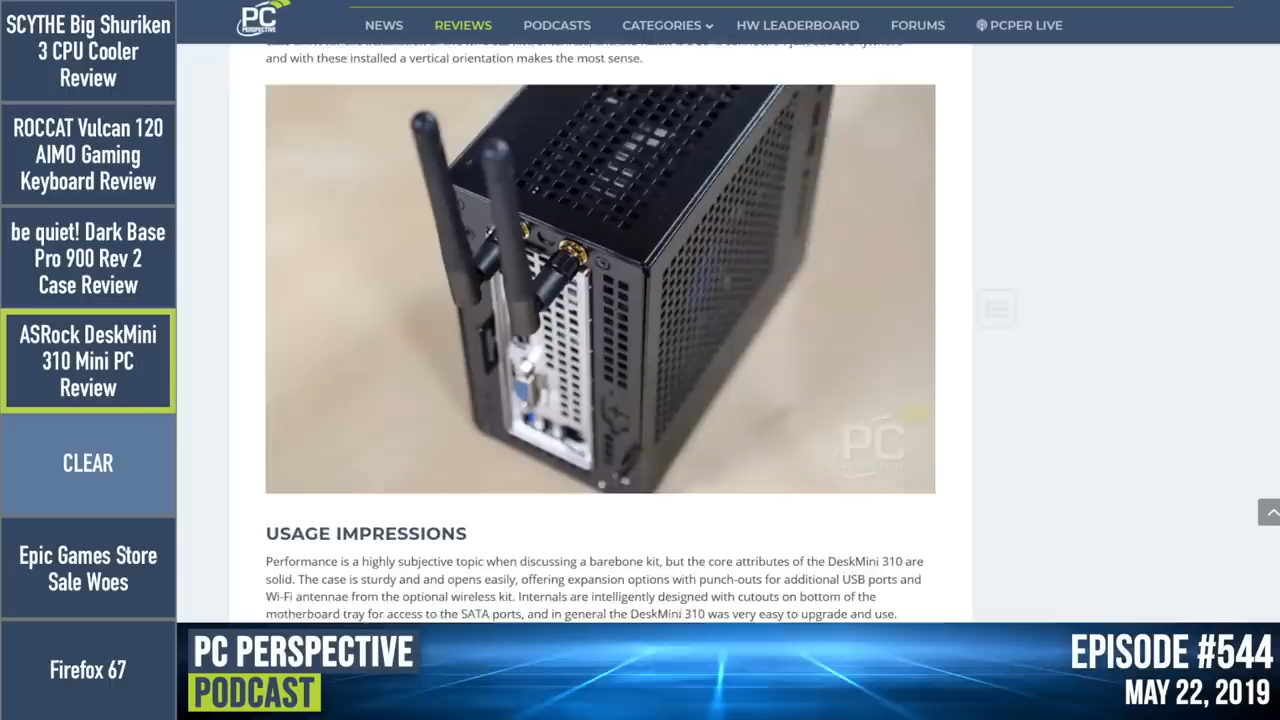 SCYTHE Big Shuriken
3 CPU Cooler
Review
ROCCAT Vulcan 120
AIMO Gaming
Keyboard Review
be quiet! Dark Base
Pro 900 Rev 2
Case Review
ASRock DeskMini
310 Mini PC
Review
CLEAR
Epic Games Store
Sale Woes
Firefox 67
PC
PERSPECTIVE
NEWS
REVIEWS
PODCASTS
CATEGORIES
HW LEADERBOARD
FORUMS
PCPER LIVE
and with these installed a vertical orientation makes the most sense.
PC
PERSPECTIVE
USAGE IMPRESSIONS
Performance is a highly subjective topic when discussing a barebone kit, but the core attributes of the DeskMini 310 are
solid. The case is sturdy and and opens easily, offering expansion options with punch-outs for additional USB ports and
Wi-Fi antennae from the optional wireless kit. Internals are intelligently designed with cutouts on bottom of the
motherboard tray for access to the SATA ports, and in general the DeskMini 310 was very easy to upgrade and use.
PC PERSPECTIVE
PODCAST
EPISODE #544
MAY 22, 2019